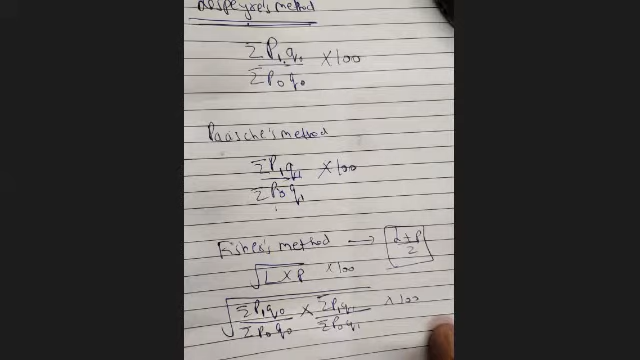 Laspeyre's method
ΣP₁q₀ / ΣP₀q₀ × 100
Paasche's method
ΣP₁q₁ / ΣP₀q₁ × 100
Fisher's method → L+P / 2
√L×P × 100
√ΣP₁q₀ / ΣP₀q₀ × ΣP₁q₁ / ΣP₀q₁ × 100